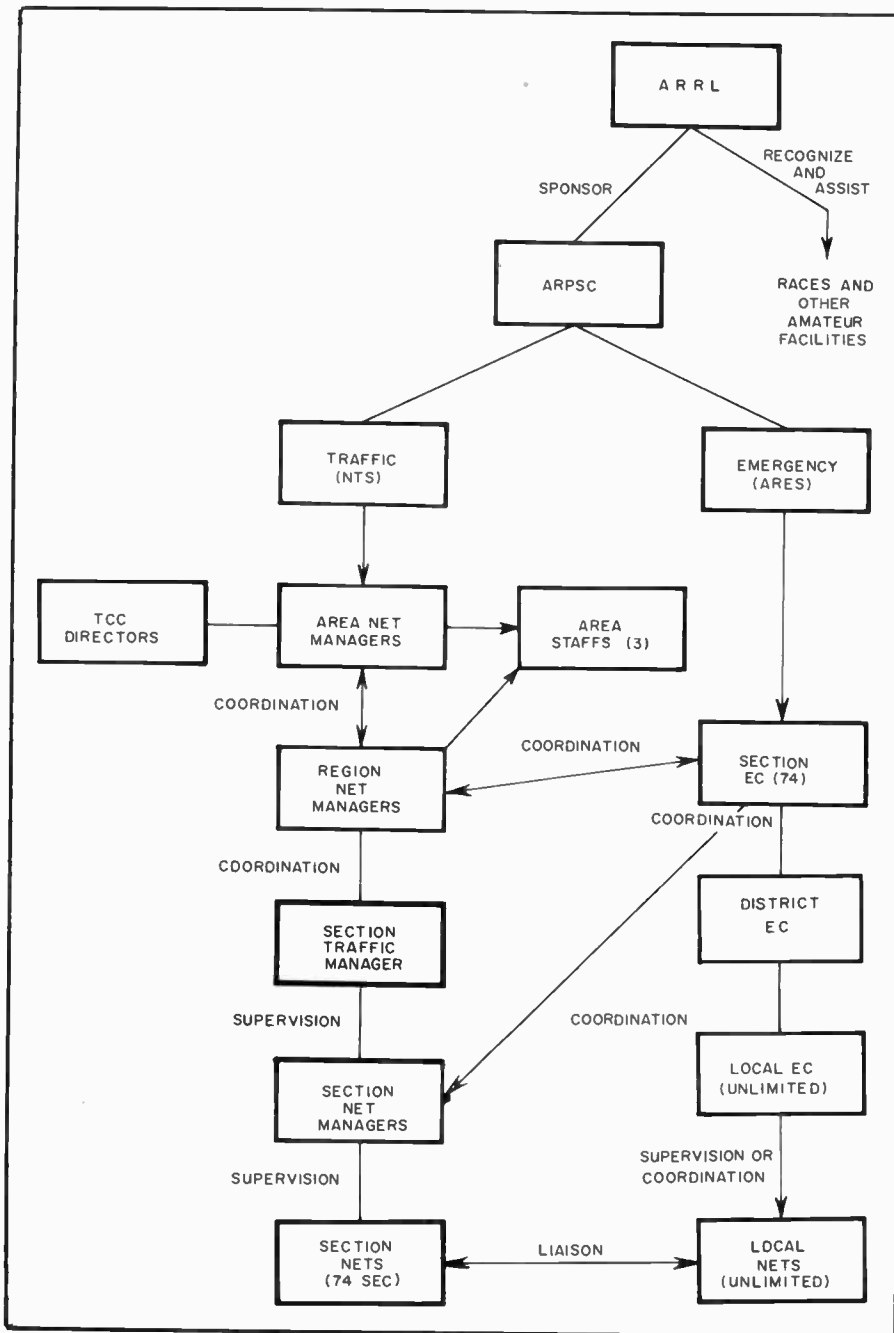 ARRL
SPONSOR
RECOGNIZE
AND
ASSIST
ARPSC
RACES AND
OTHER
AMATEUR
FACILITIES
TRAFFIC
(NTS)
EMERGENCY
(ARES)
TCC
DIRECTORS
AREA NET
MANAGERS
AREA
STAFFS (3)
COORDINATION
REGION
NET
MANAGERS
COORDINATION
SECTION
EC (74)
COORDINATION
CDORDINATION
SECTION
TRAFFIC
MANAGER
DISTRICT
EC
SUPERVISION
COORDINATION
SECTION
NET
MANAGERS
LOCAL EC
(UNLIMITED)
SUPERVISION
SUPERVISION OR
COORDINATION
SECTION
NETS
(74 SEC)
LIAISON
LOCAL
NETS
(UNLIMITED)